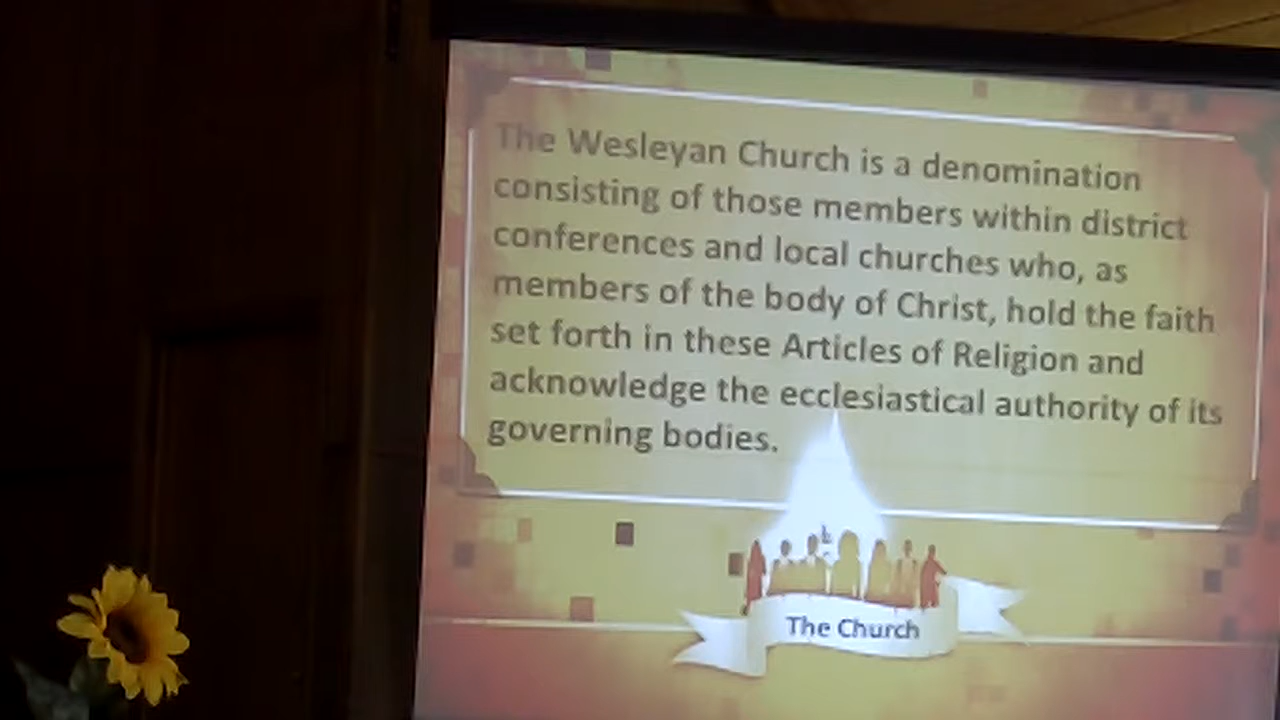 The Wesleyan Church is a denomination
consisting of those members within district
conferences and local churches who, as
members of the body of Christ, hold the faith
set forth in these Articles of Religion and
acknowledge the ecclesiastical authority of its
governing bodies.
The Church